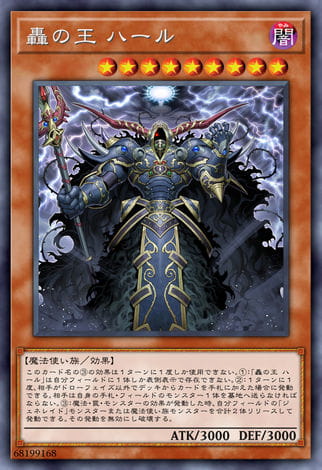 轟の王 ハール
闇
やみ
【魔法使い族/効果】
このカード名の③の効果は１ターンに１度しか使用できない。①:「轟の王 ハ
ール」は自分フィールドに１体しか表側表示で存在できない。②:１ターンに１
度、相手がドローフェイズ以外でデッキからカードを手札に加えた場合に発動
できる。相手は自身の手札・フィールドのモンスター１体を墓地へ送らなければ
ならない。③:魔法・罠・モンスターの効果が発動した時、自分フィールドの「ジ
ェネレイド」モンスターまたは魔法使い族モンスターを合計２体リリースして
発動できる。その発動を無効にし破壊する。
ATK/3000 DEF/3000
68199168